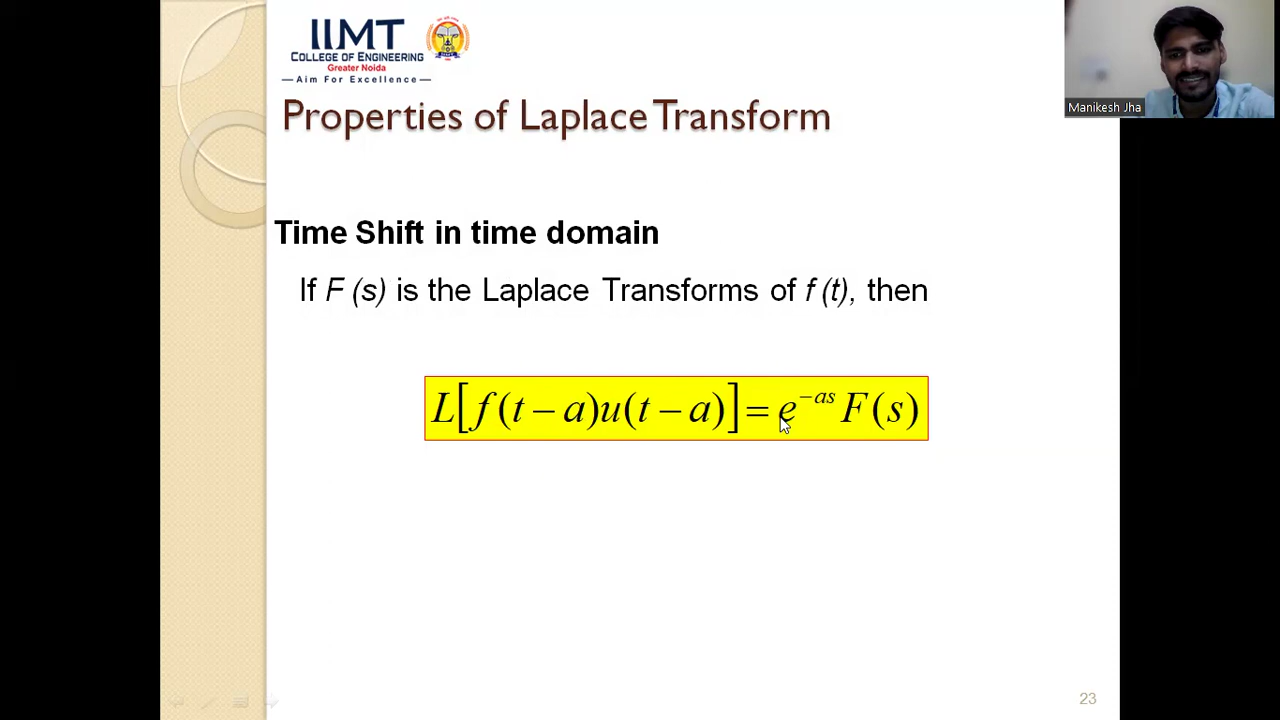 IIMT
COLLEGE OF ENGINEERING
Greater Noida
—Aim For Excellence—
Manikesh Jha
Properties of Laplace Transform
Time Shift in time domain
If F (s) is the Laplace Transforms of f (t), then
L[f(t − a)u(t − a)] = e^{−as} F(s)
23